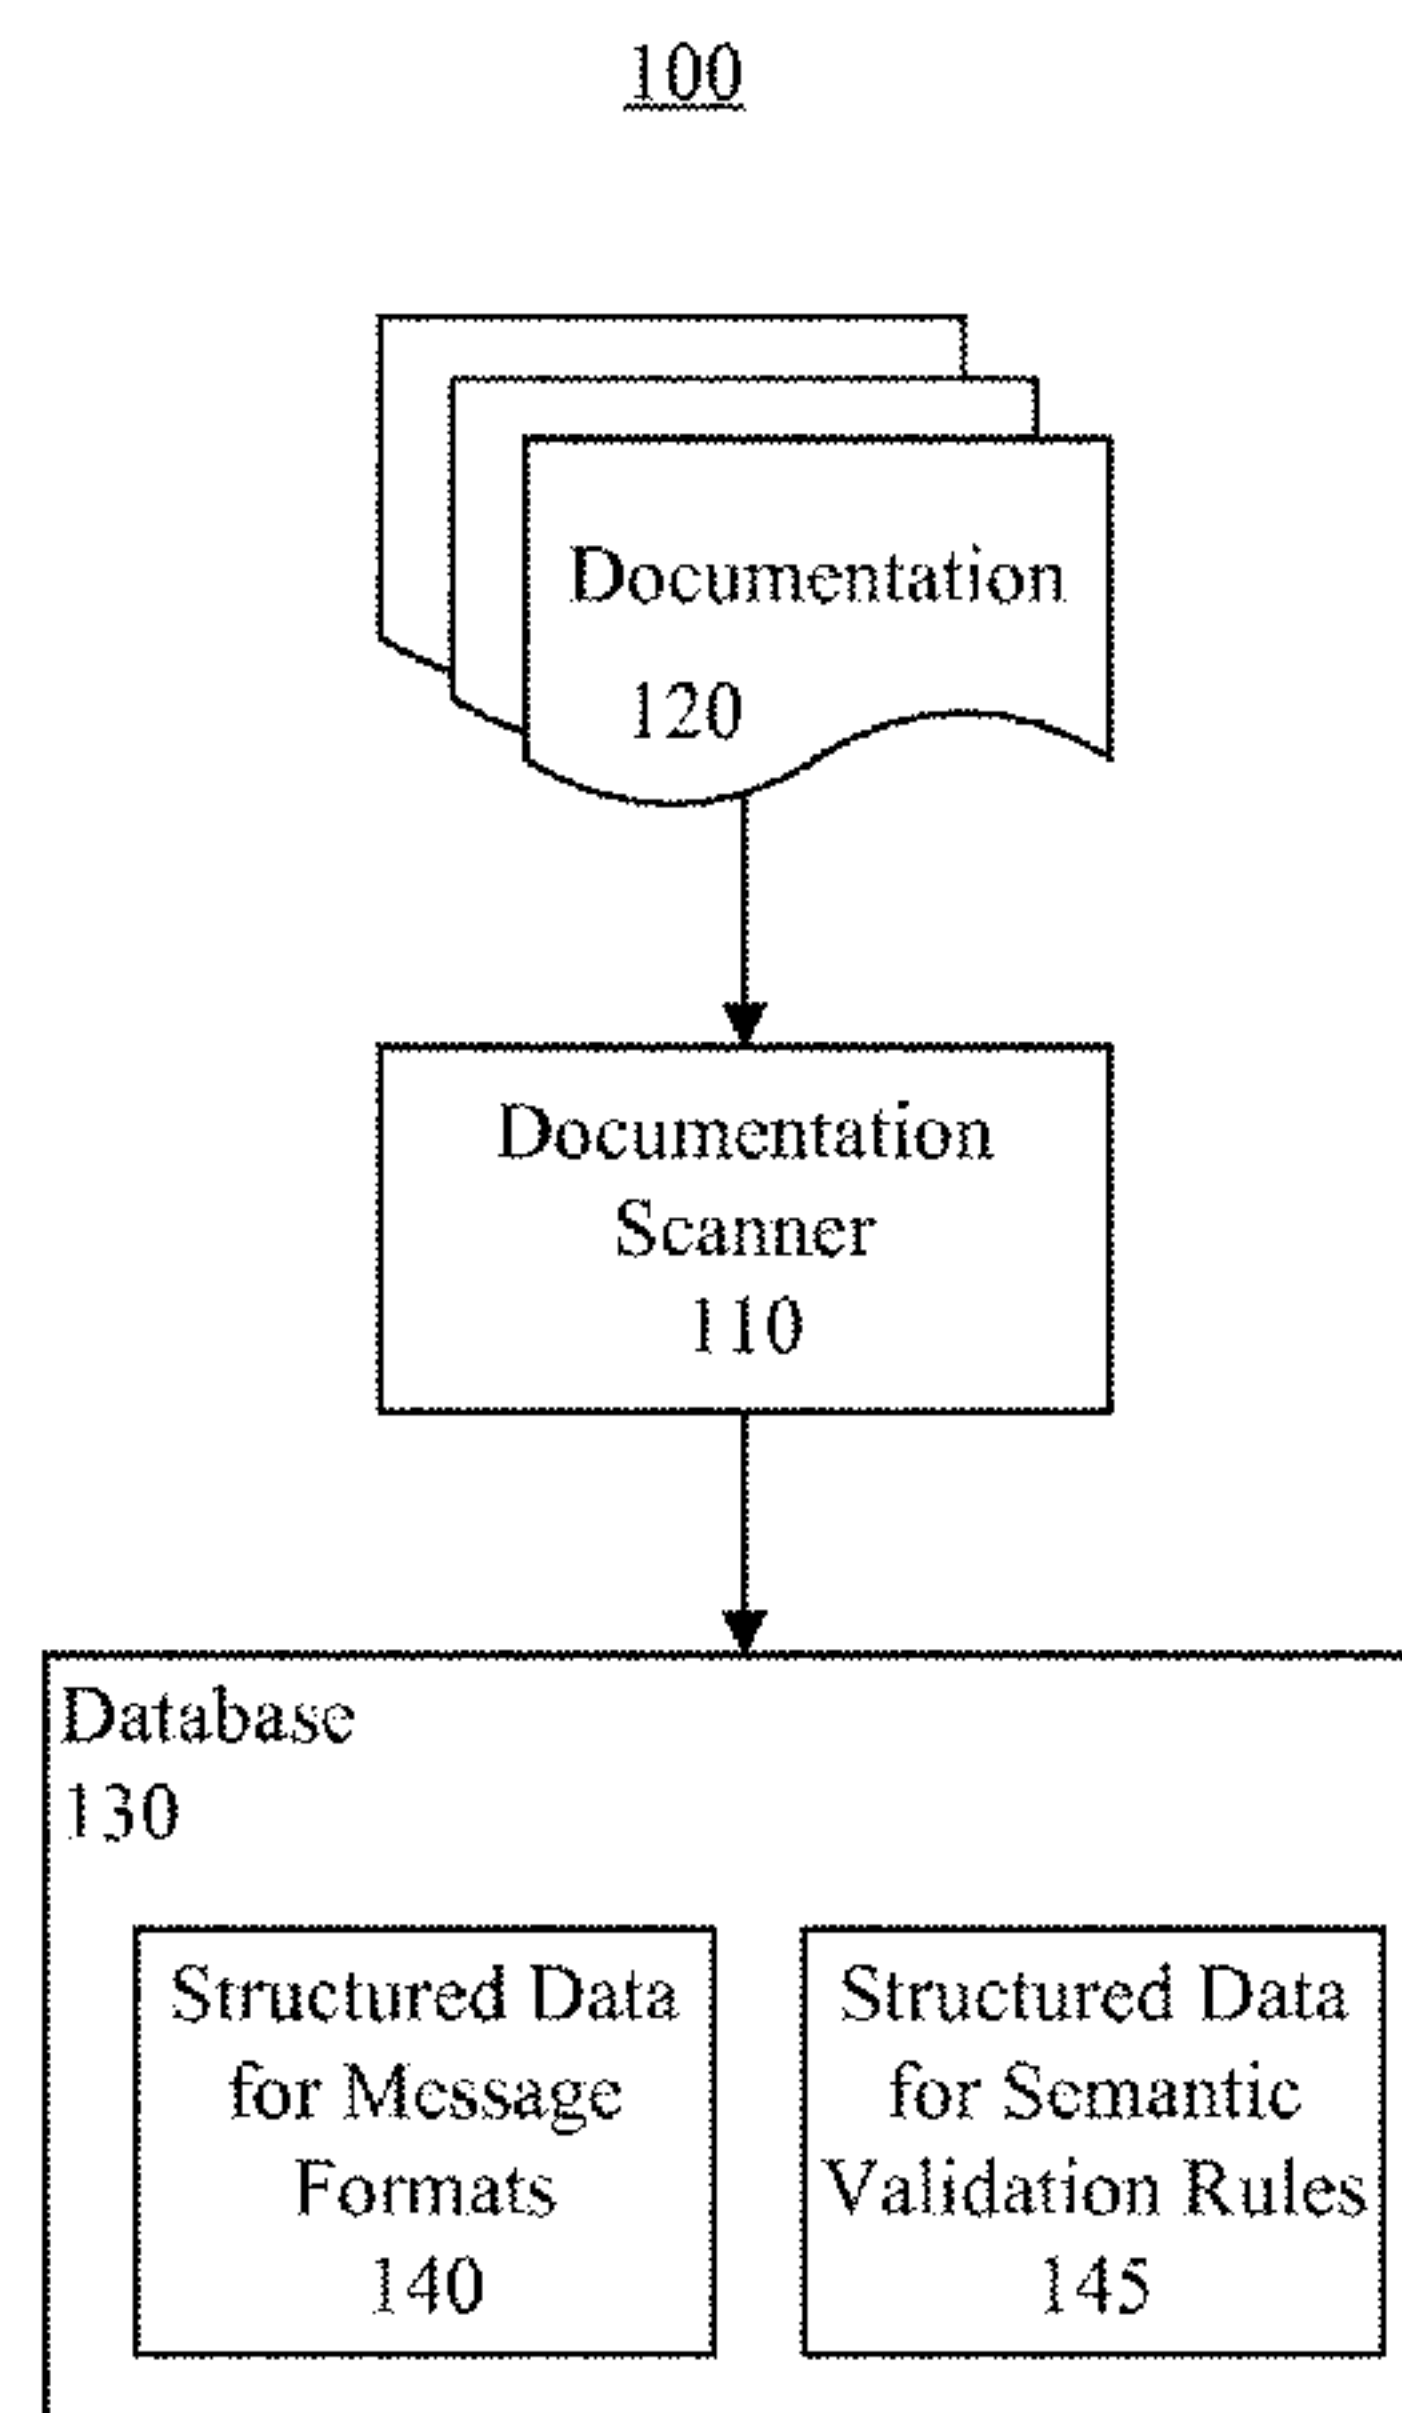 100
Documentation
120
Documentation
Scanner
110
Database
130
Structured Data
for Message
Formats
140
Structured Data
for Semantic
Validation Rules
145